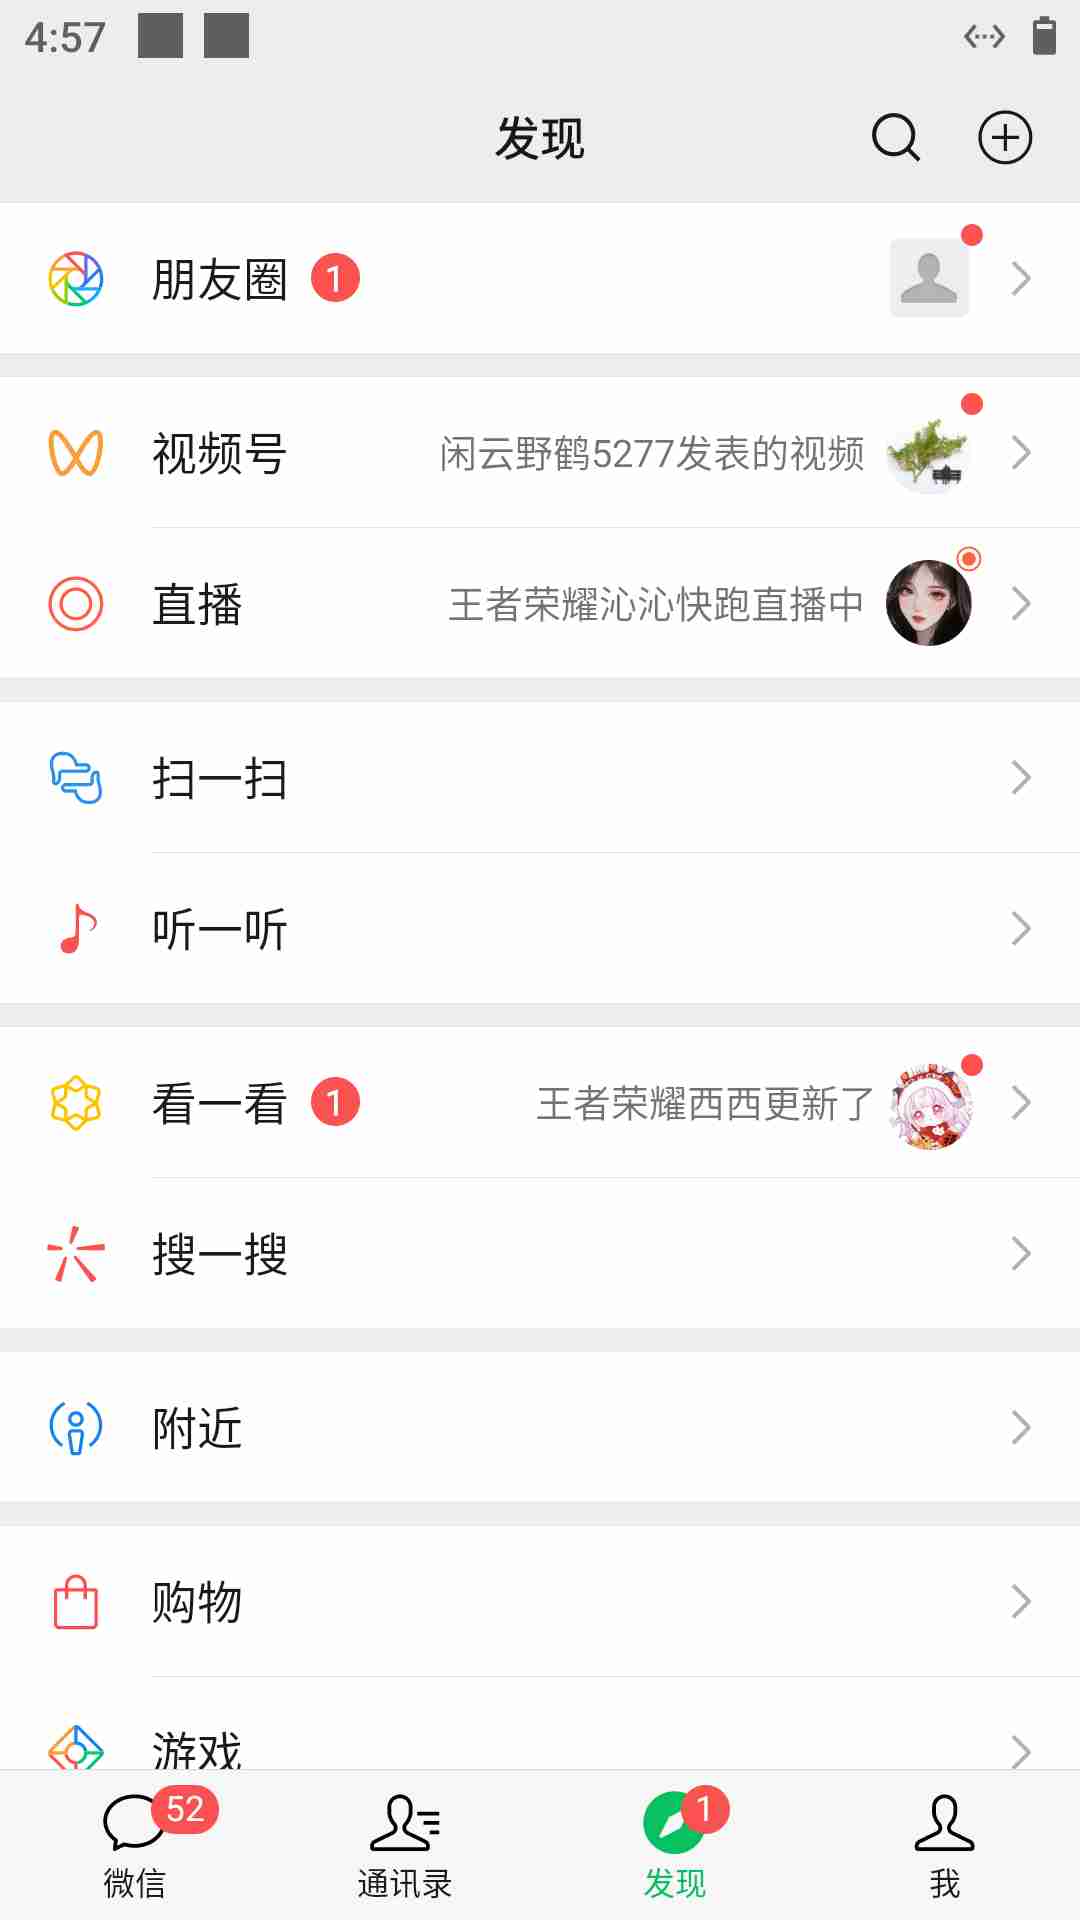 4:57
发现
朋友圈 1
视频号 闲云野鹤5277发表的视频
直播 王者荣耀沁沁快跑直播中
扫一扫
听一听
看一看 1 王者荣耀西西更新了
搜一搜
附近
购物
游戏
52 1
微信 通讯录 发现 我